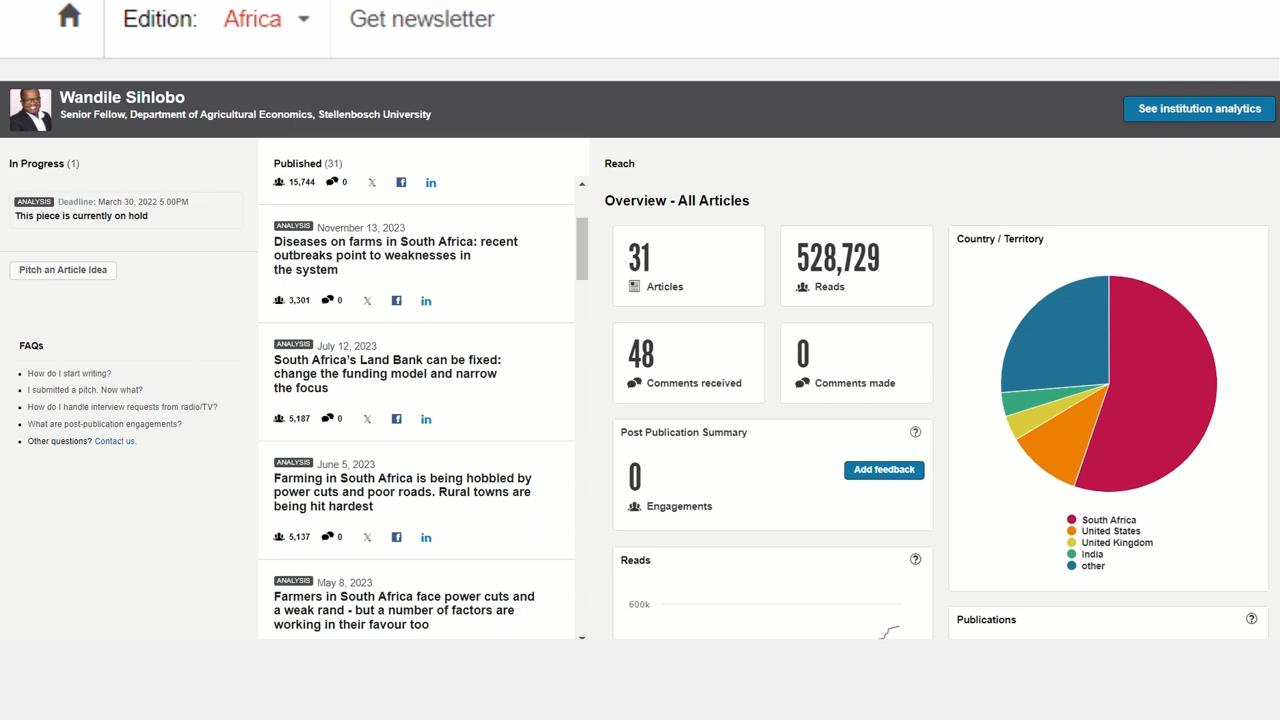 Edition: Africa Get newsletter
Wandile Sihlobo
Senior Fellow, Department of Agricultural Economics, Stellenbosch University
See institution analytics
In Progress (1)
ANALYSIS Deadline: March 30, 2022 5.00PM
This piece is currently on hold
Pitch an Article Idea
FAQs
How do I start writing?
I submitted a pitch. Now what?
How do I handle interview requests from radio/TV?
What are post-publication engagements?
Other questions? Contact us.
Published (31)
15,744 0
ANALYSIS November 13, 2023
Diseases on farms in South Africa: recent
outbreaks point to weaknesses in
the system
3,301 0
ANALYSIS July 12, 2023
South Africa’s Land Bank can be fixed:
change the funding model and narrow
the focus
5,187 0
ANALYSIS June 5, 2023
Farming in South Africa is being hobbled by
power cuts and poor roads. Rural towns are
being hit hardest
5,137 0
ANALYSIS May 8, 2023
Farmers in South Africa face power cuts and
a weak rand - but a number of factors are
working in their favour too
Reach
Overview - All Articles
31
Articles
528,729
Reads
48
Comments received
0
Comments made
Post Publication Summary
0
Engagements
Add feedback
Reads
600k
Country / Territory
South Africa
United States
United Kingdom
India
other
Publications